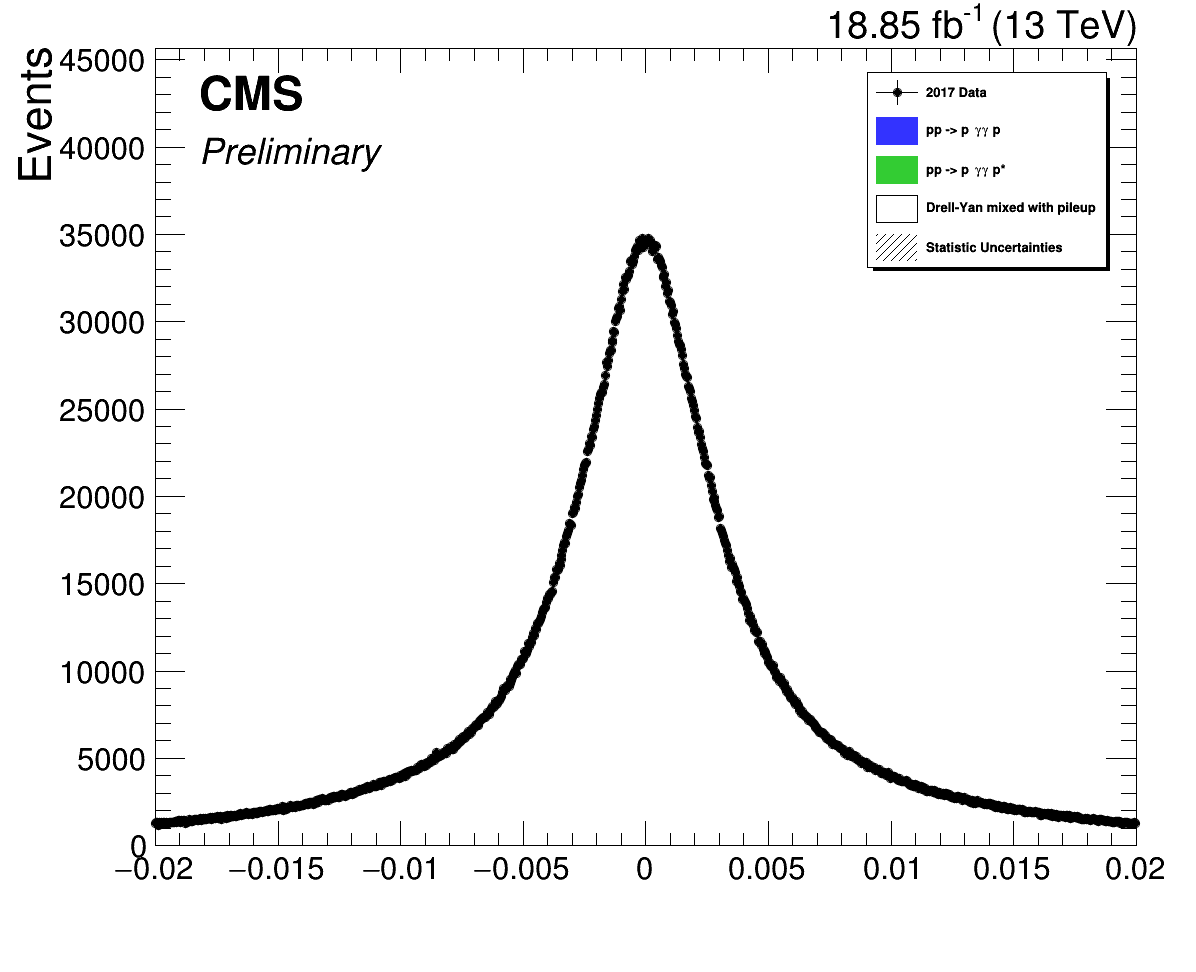 18.85 fb-1 (13 TeV)
Events
CMS
Preliminary
2017 Data
pp -> p γγ p
pp -> p γγ p*
Drell-Yan mixed with pileup
Statistic Uncertainties
45000
40000
35000
30000
25000
20000
15000
10000
5000
0
−0.02 −0.015 −0.01 −0.005 0 0.005 0.01 0.015 0.02